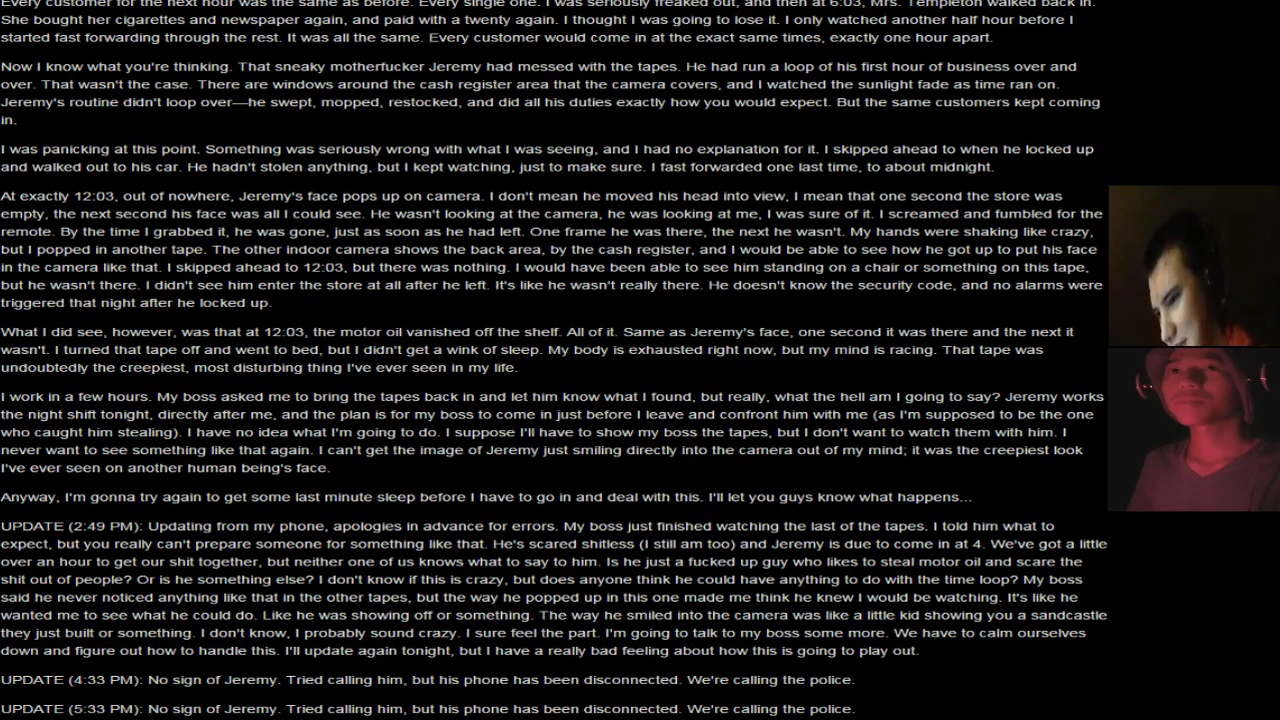 Every customer for the next hour was the same as before. Every single one. I was seriously freaked out, and then at 6:03, Mrs. Templeton walked back in.
She bought her cigarettes and newspaper again, and paid with a twenty again. I thought I was going to lose it. I only watched another half hour before I
started fast forwarding through the rest. It was all the same. Every customer would come in at the exact same times, exactly one hour apart.
Now I know what you're thinking. That sneaky motherfucker Jeremy had messed with the tapes. He had run a loop of his first hour of business over and
over. That wasn't the case. There are windows around the cash register area that the camera covers, and I watched the sunlight fade as time ran on.
Jeremy's routine didn't loop over—he swept, mopped, restocked, and did all his duties exactly how you would expect. But the same customers kept coming
in.
I was panicking at this point. Something was seriously wrong with what I was seeing, and I had no explanation for it. I skipped ahead to when he locked up
and walked out to his car. He hadn't stolen anything, but I kept watching, just to make sure. I fast forwarded one last time, to about midnight.
At exactly 12:03, out of nowhere, Jeremy's face pops up on camera. I don't mean he moved his head into view, I mean that one second the store was
empty, the next second his face was all I could see. He wasn't looking at the camera, he was looking at me, I was sure of it. I screamed and fumbled for the
remote. By the time I grabbed it, he was gone, just as soon as he had left. One frame he was there, the next he wasn't. My hands were shaking like crazy,
but I popped in another tape. The other indoor camera shows the back area, by the cash register, and I would be able to see how he got up to put his face
in the camera like that. I skipped ahead to 12:03, but there was nothing. I would have been able to see him standing on a chair or something on this tape,
but he wasn't there. I didn't see him enter the store at all after he left. It's like he wasn't really there. He doesn't know the security code, and no alarms were
triggered that night after he locked up.
What I did see, however, was that at 12:03, the motor oil vanished off the shelf. All of it. Same as Jeremy's face, one second it was there and the next it
wasn't. I turned that tape off and went to bed, but I didn't get a wink of sleep. My body is exhausted right now, but my mind is racing. That tape was
undoubtedly the creepiest, most disturbing thing I've ever seen in my life.
I work in a few hours. My boss asked me to bring the tapes back in and let him know what I found, but really, what the hell am I going to say? Jeremy works
the night shift tonight, directly after me, and the plan is for my boss to come in just before I leave and confront him with me (as I'm supposed to be the one
who caught him stealing). I have no idea what I'm going to do. I suppose I'll have to show my boss the tapes, but I don't want to watch them with him. I
never want to see something like that again. I can't get the image of Jeremy just smiling directly into the camera out of my mind; it was the creepiest look
I've ever seen on another human being's face.
Anyway, I'm gonna try again to get some last minute sleep before I have to go in and deal with this. I'll let you guys know what happens...
UPDATE (2:49 PM): Updating from my phone, apologies in advance for errors. My boss just finished watching the last of the tapes. I told him what to
expect, but you really can't prepare someone for something like that. He's scared shitless (I still am too) and Jeremy is due to come in at 4. We've got a little
over an hour to get our shit together, but neither one of us knows what to say to him. Is he just a fucked up guy who likes to steal motor oil and scare the
shit out of people? Or is he something else? I don't know if this is crazy, but does anyone think he could have anything to do with the time loop? My boss
said he never noticed anything like that in the other tapes, but the way he popped up in this one made me think he knew I would be watching. It's like he
wanted me to see what he could do. Like he was showing off or something. The way he smiled into the camera was like a little kid showing you a sandcastle
they just built or something. I don't know, I probably sound crazy. I sure feel the part. I'm going to talk to my boss some more. We have to calm ourselves
down and figure out how to handle this. I'll update again tonight, but I have a really bad feeling about how this is going to play out.
UPDATE (4:33 PM): No sign of Jeremy. Tried calling him, but his phone has been disconnected. We're calling the police.
UPDATE (5:33 PM): No sign of Jeremy. Tried calling him, but his phone has been disconnected. We're calling the police.